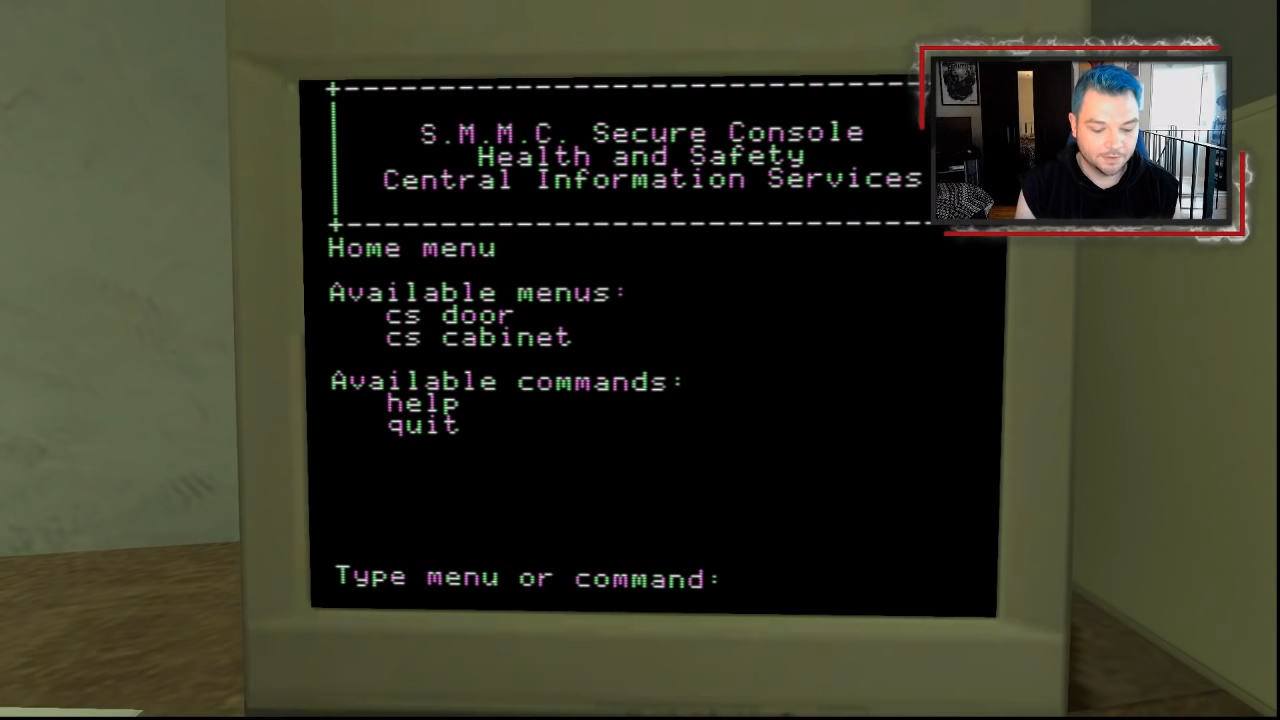 S.M.M.C. Secure Console
Health and Safety
Central Information Services
Home menu
Available menus:
cs door
cs cabinet
Available commands:
help
quit
Type menu or command: